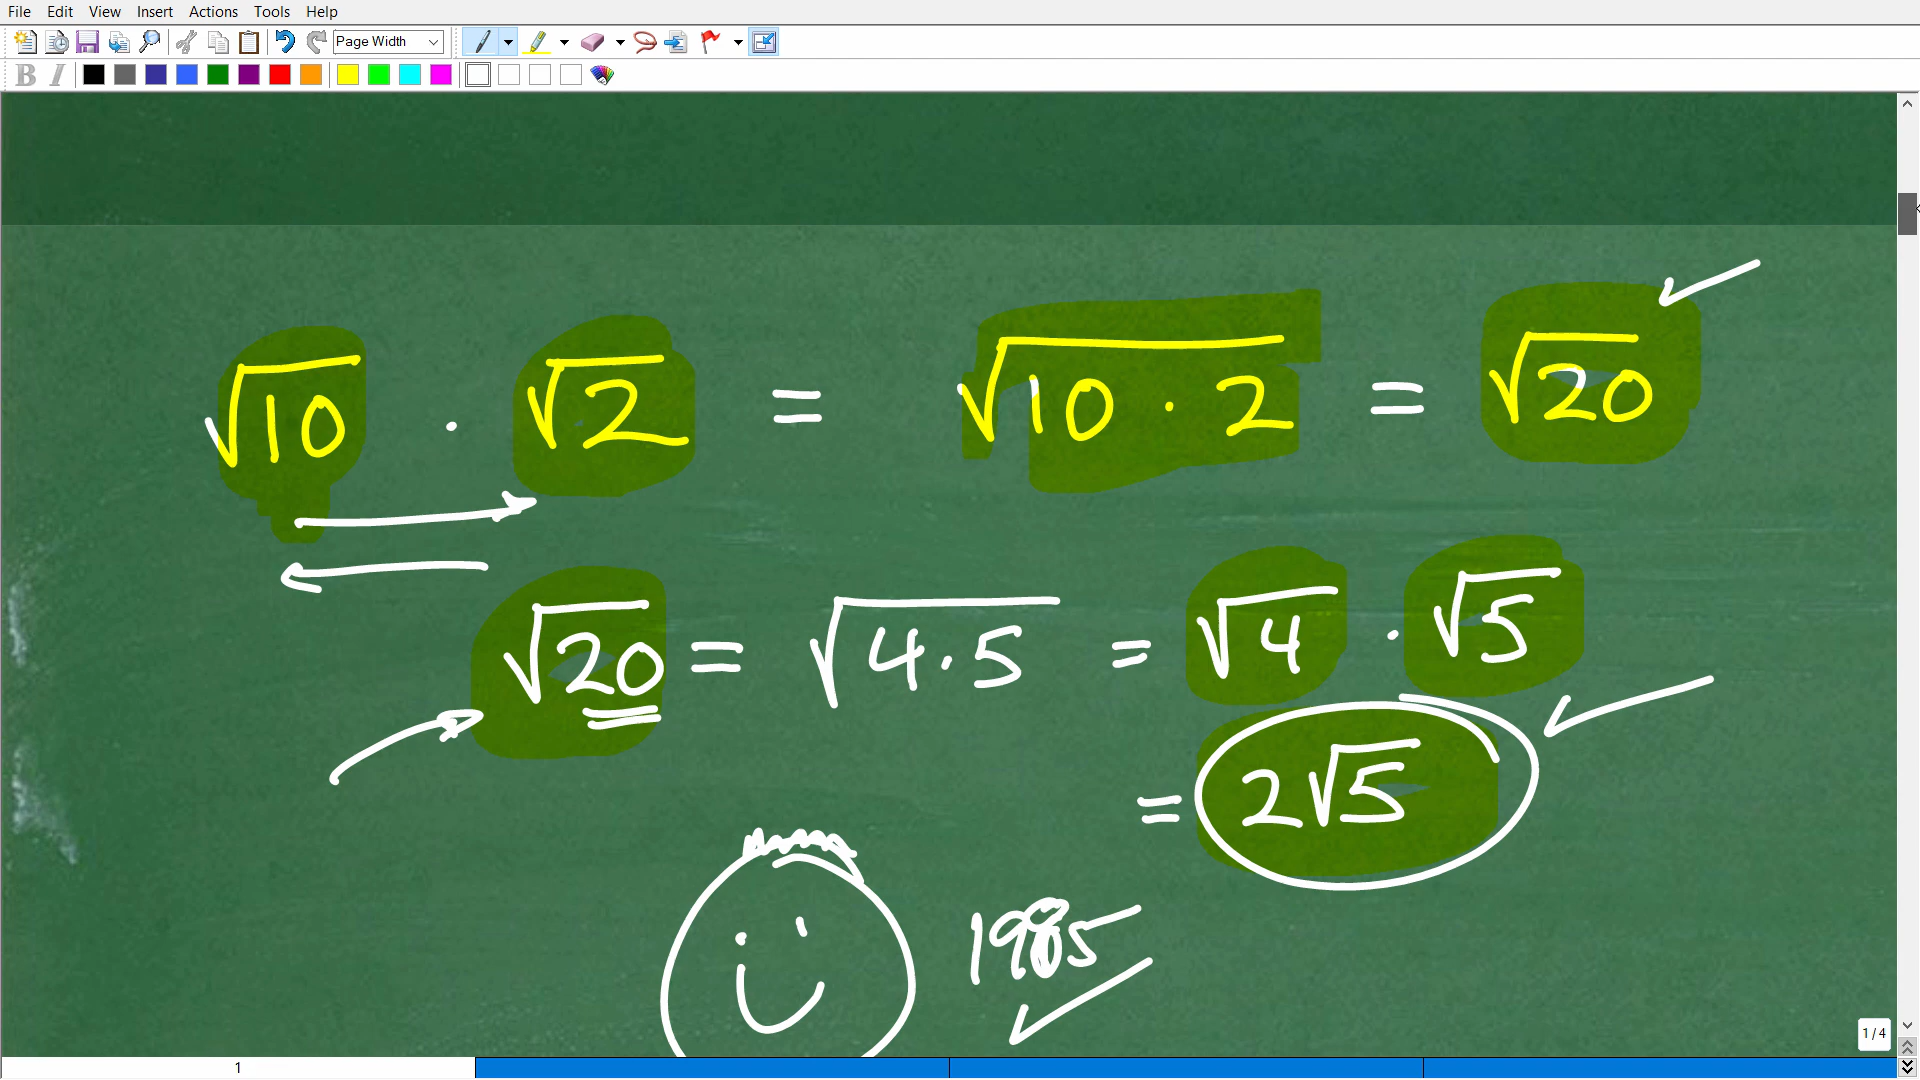 File Edit View Insert Actions Tools Help
Page Width
B I
√10 · √2 = √10 · 2 = √20
√20 = √4·5 = √4 · √5
= 2√5
1985
1 / 4
1